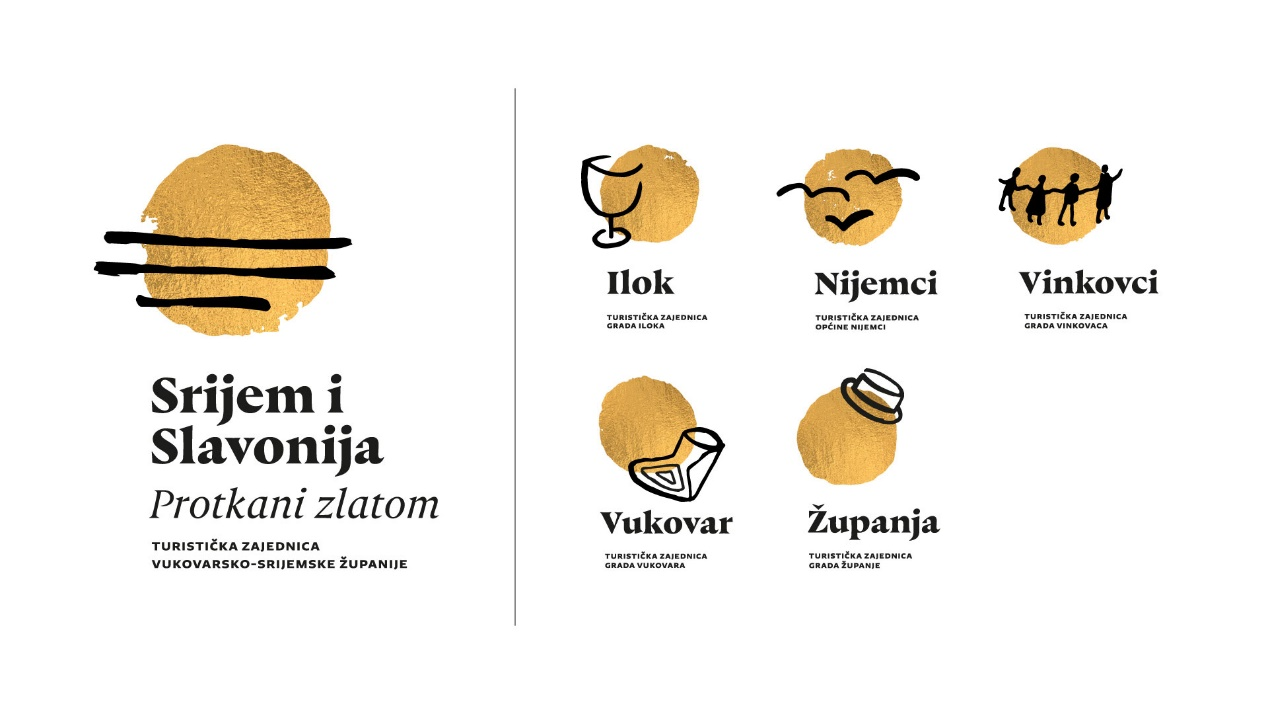 Srijem i
Slavonija
Protkani zlatom
TURISTIČKA ZAJEDNICA
VUKOVARSKO-SRIJEMSKE ŽUPANIJE
Ilok
TURISTIČKA ZAJEDNICA
GRADA ILOKA
Nijemci
TURISTIČKA ZAJEDNICA
OPĆINE NIJEMCI
Vinkovci
TURISTIČKA ZAJEDNICA
GRADA VINKOVACA
Vukovar
TURISTIČKA ZAJEDNICA
GRADA VUKOVARA
Županja
TURISTIČKA ZAJEDNICA
GRADA ŽUPANJE